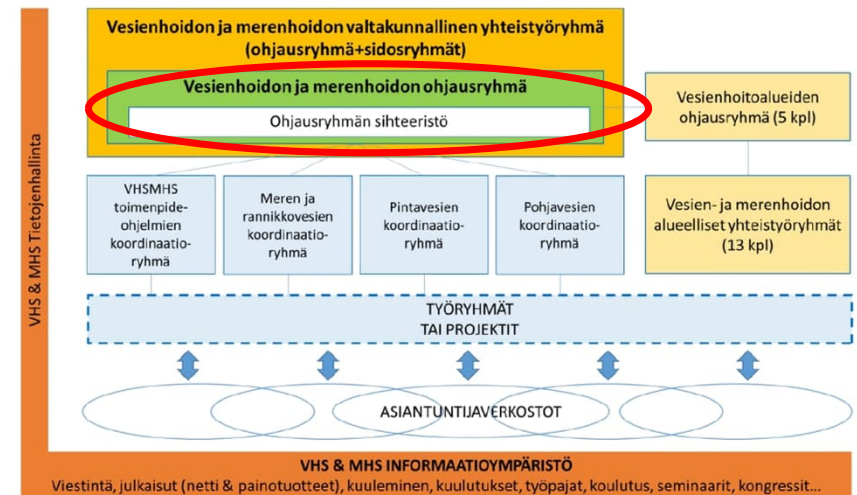 Vesienhoidon ja merenhoidon valtakunnallinen yhteistyöryhmä
(ohjausryhmä+sidosryhmät)
Vesienhoidon ja merenhoidon ohjausryhmä
Ohjausryhmän sihteeristö
Vesienhoitoalueiden
ohjausryhmä (5 kpl)
VHS & MHS Tietojenhallinta
VHSMHS
toimenpide-
ohjelmien
koordinaatio-
ryhmä
Meren ja
rannikkovesien
koordinaatio-
ryhmä
Pintavesien
koordinaatio-
ryhmä
Pohjavesien
koordinaatio-
ryhmä
Vesien- ja merenhoidon
alueelliset yhteistyöryhmät
(13 kpl)
TYÖRYHMÄT
TAI PROJEKTIT
ASIANTUNTIJAVERKOSTOT
VHS & MHS INFORMAATIOYMPÄRISTÖ
Viestintä, julkaisut (netti & painotuotteet), kuuleminen, kuulutukset, työpajat, koulutus, seminaarit, kongressit...